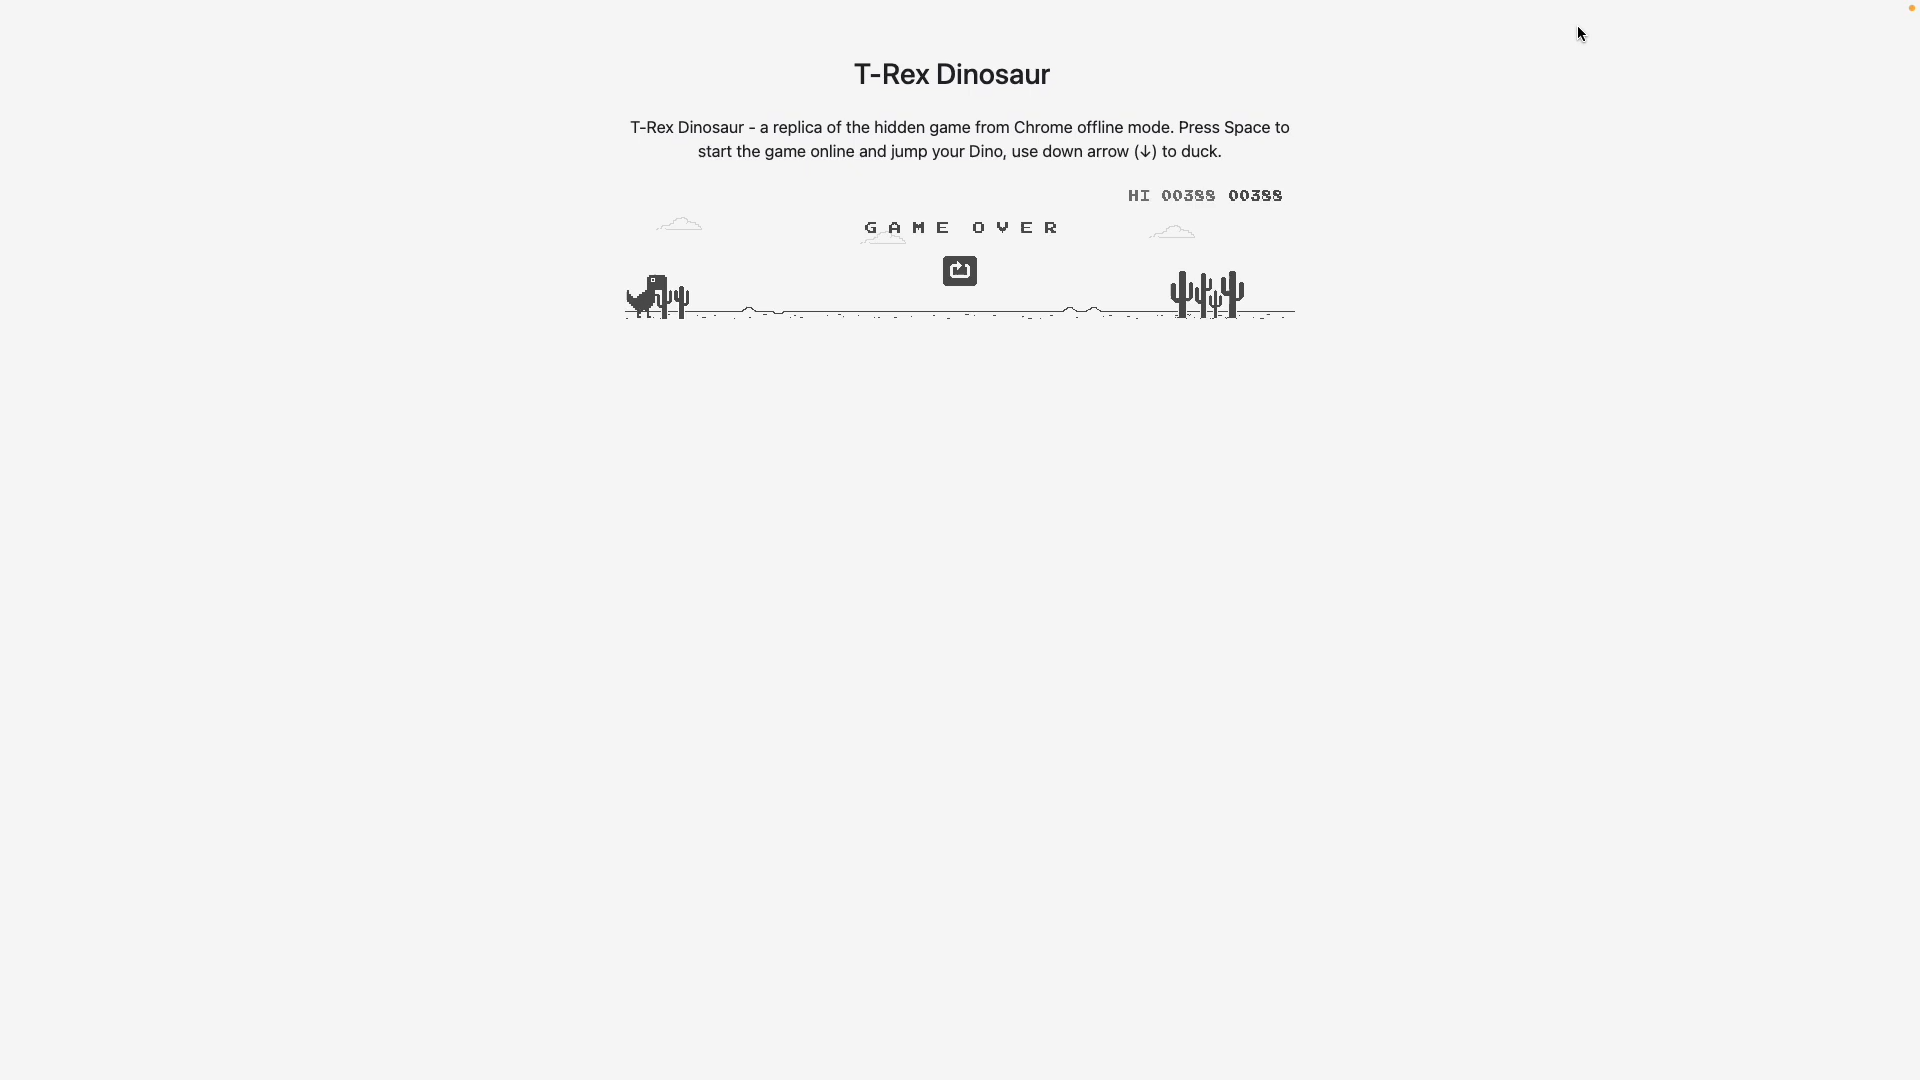 T-Rex Dinosaur
T-Rex Dinosaur - a replica of the hidden game from Chrome offline mode. Press Space to
start the game online and jump your Dino, use down arrow (↓) to duck.
HI 00388 00388
GAME OVER